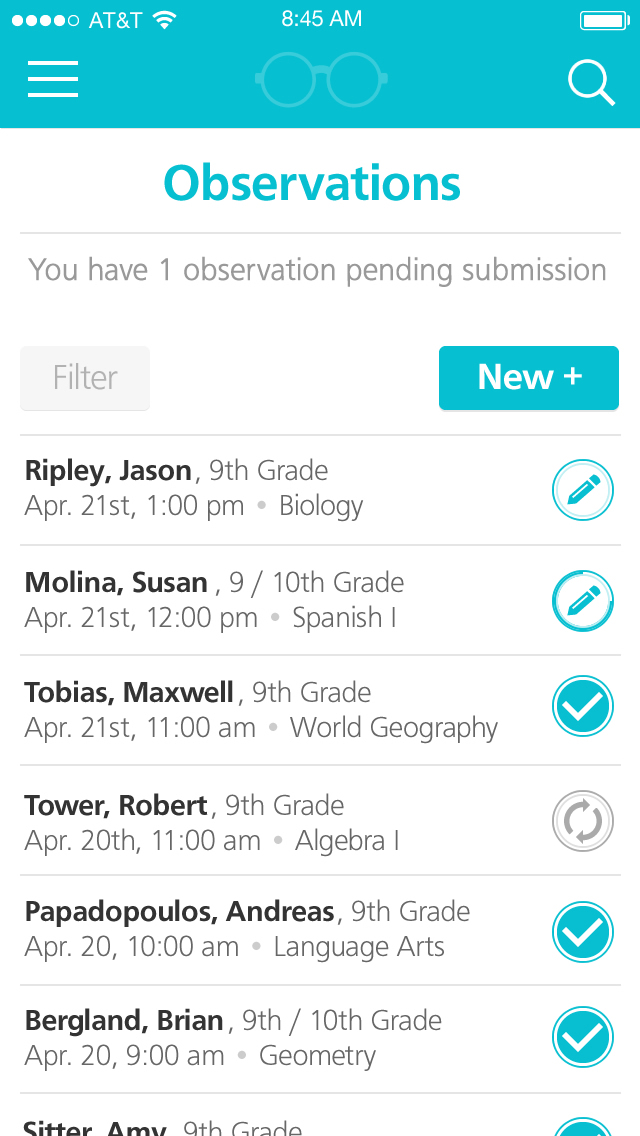 AT&T 8:45 AM
Observations
You have 1 observation pending submission
Filter New +
Ripley, Jason, 9th Grade
Apr. 21st, 1:00 pm • Biology
Molina, Susan , 9 / 10th Grade
Apr. 21st, 12:00 pm • Spanish I
Tobias, Maxwell, 9th Grade
Apr. 21st, 11:00 am • World Geography
Tower, Robert, 9th Grade
Apr. 20th, 11:00 am • Algebra I
Papadopoulos, Andreas, 9th Grade
Apr. 20, 10:00 am • Language Arts
Bergland, Brian, 9th / 10th Grade
Apr. 20, 9:00 am • Geometry
Sitter, Amy, 9th Grade